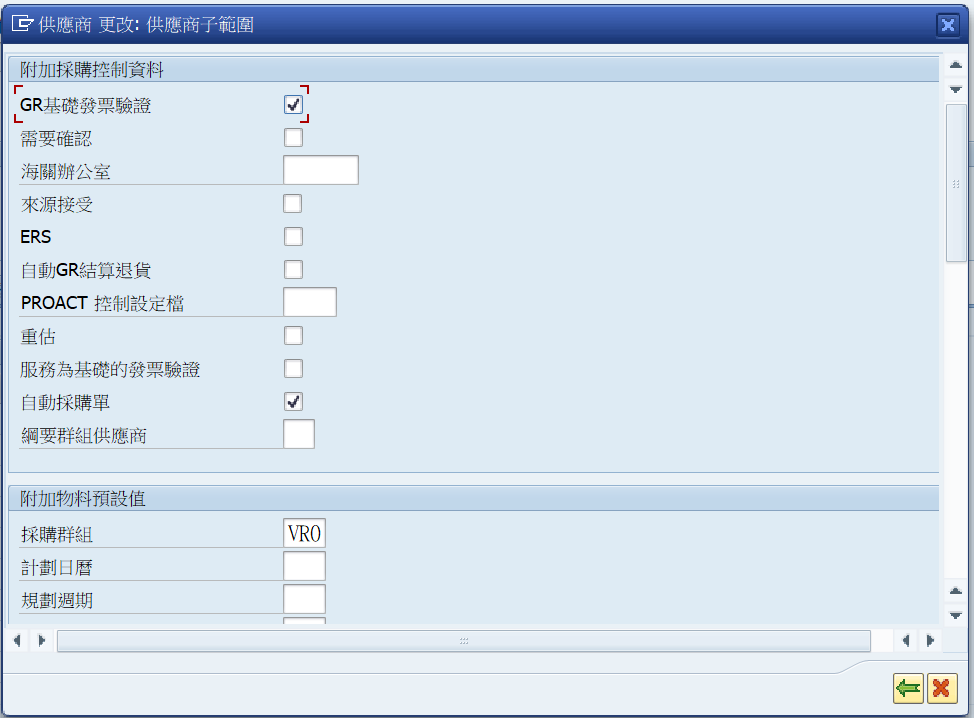 供應商 更改: 供應商子範圍
附加採購控制資料
GR基礎發票驗證
需要確認
海關辦公室
來源接受
ERS
自動GR結算退貨
PROACT 控制設定檔
重估
服務為基礎的發票驗證
自動採購單
綱要群組供應商
附加物料預設值
採購群組 VR0
計劃日曆
規劃週期